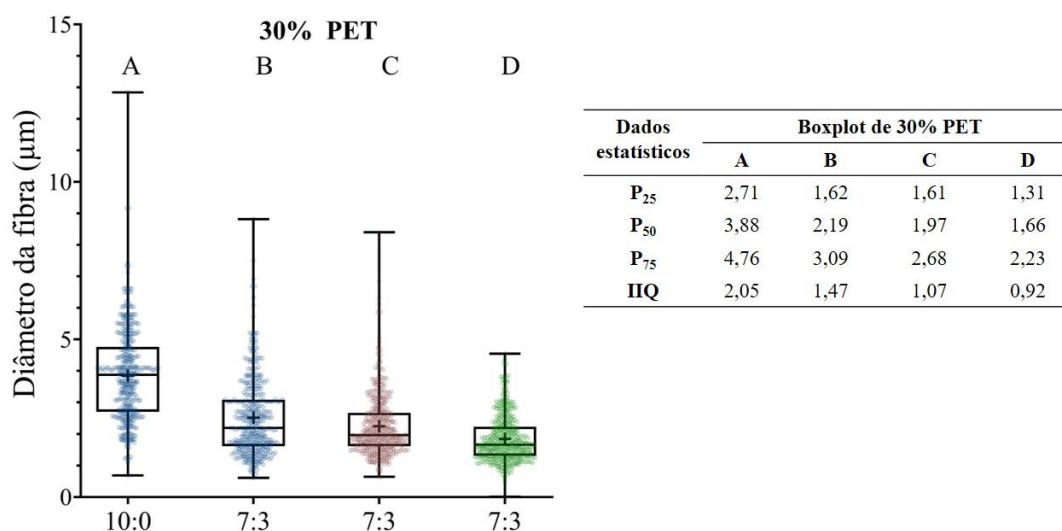 30% PET
A B C D
Diâmetro da fibra (µm)
15
10
5
0
10:0 7:3 7:3 7:3
Dados estatísticos Boxplot de 30% PET
A B C D
P25 2,71 1,62 1,61 1,31
P50 3,88 2,19 1,97 1,66
P75 4,76 3,09 2,68 2,23
IIQ 2,05 1,47 1,07 0,92